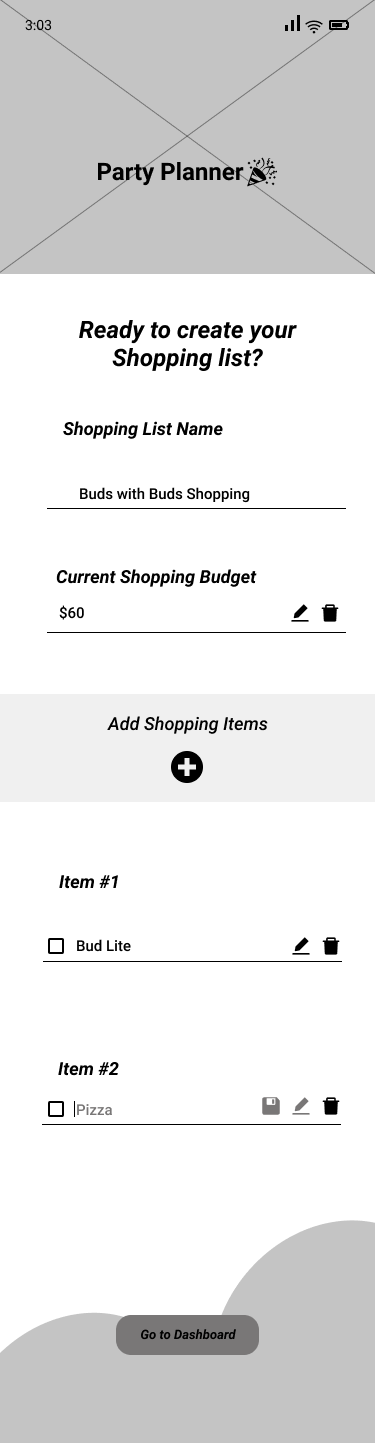 3:03
Party Planner
Ready to create your
Shopping list?
Shopping List Name
Buds with Buds Shopping
Current Shopping Budget
$60
Add Shopping Items
Item #1
Bud Lite
Item #2
Pizza
Go to Dashboard